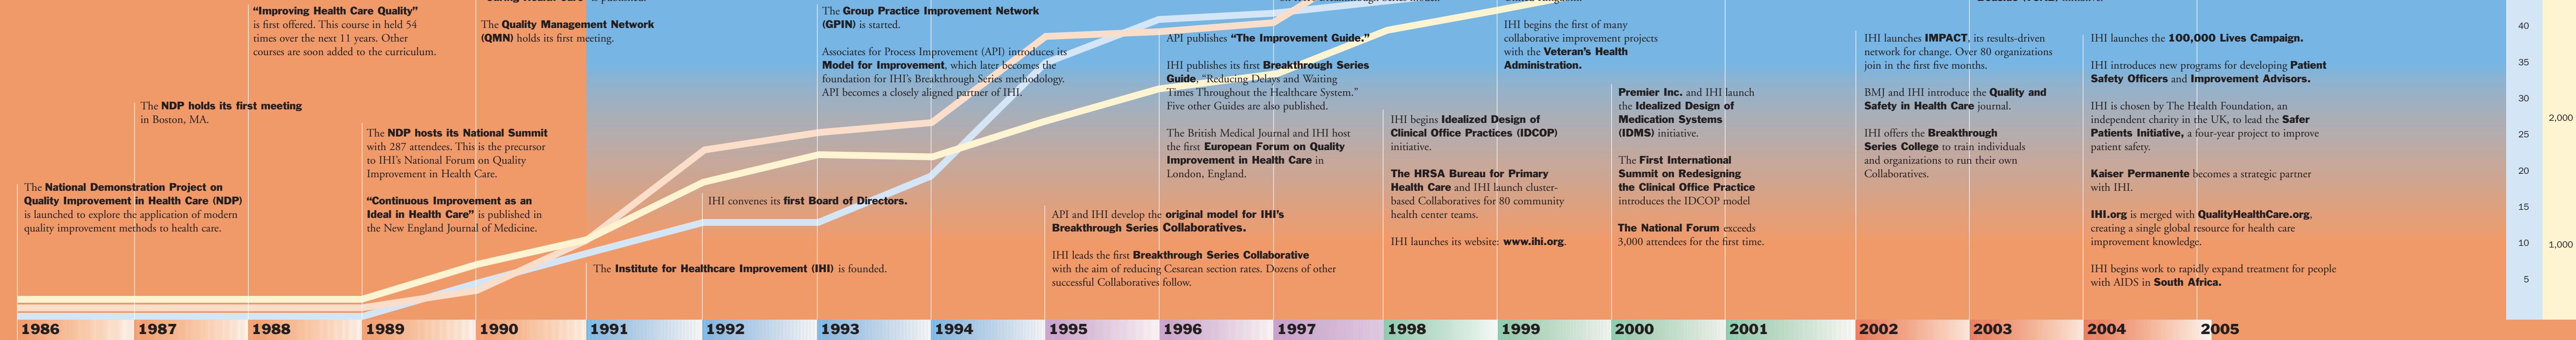 "Improving Health Care Quality"
is first offered. This course in held 54
times over the next 11 years. Other
courses are soon added to the curriculum.
The Quality Management Network
(QMN) holds its first meeting.
The Group Practice Improvement Network
(GPIN) is started.
Associates for Process Improvement (API) introduces its
Model for Improvement, which later becomes the
foundation for IHI's Breakthrough Series methodology.
API becomes a closely aligned partner of IHI.
API publishes "The Improvement Guide."
IHI publishes its first Breakthrough Series
Guide, "Reducing Delays and Waiting
Times Throughout the Healthcare System."
Five other Guides are also published.
The British Medical Journal and IHI host
the first European Forum on Quality
Improvement in Health Care in
London, England.
IHI begins the first of many
collaborative improvement projects
with the Veteran's Health
Administration.
IHI launches IMPACT, its results-driven
network for change. Over 80 organizations
join in the first five months.
BMJ and IHI introduce the Quality and
Safety in Health Care journal.
IHI offers the Breakthrough
Series College to train individuals
and organizations to run their own
Collaboratives.
IHI launches the 100,000 Lives Campaign.
IHI introduces new programs for developing Patient
Safety Officers and Improvement Advisors.
IHI is chosen by The Health Foundation, an
independent charity in the UK, to lead the Safer
Patients Initiative, a four-year project to improve
patient safety.
Kaiser Permanente becomes a strategic partner
with IHI.
IHI.org is merged with QualityHealthCare.org,
creating a single global resource for health care
improvement knowledge.
IHI begins work to rapidly expand treatment for people
with AIDS in South Africa.
The NDP holds its first meeting
in Boston, MA.
The NDP hosts its National Summit
with 287 attendees. This is the precursor
to IHI's National Forum on Quality
Improvement in Health Care.
"Continuous Improvement as an
Ideal in Health Care" is published in
the New England Journal of Medicine.
The National Demonstration Project on
Quality Improvement in Health Care (NDP)
is launched to explore the application of modern
quality improvement methods to health care.
IHI convenes its first Board of Directors.
The Institute for Healthcare Improvement (IHI) is founded.
API and IHI develop the original model for IHI's
Breakthrough Series Collaboratives.
IHI leads the first Breakthrough Series Collaborative
with the aim of reducing Cesarean section rates. Dozens of other
successful Collaboratives follow.
IHI begins Idealized Design of
Clinical Office Practices (IDCOP)
initiative.
The HRSA Bureau for Primary
Health Care and IHI launch cluster-
based Collaboratives for 80 community
health center teams.
IHI launches its website: www.ihi.org.
Premier Inc. and IHI launch
the Idealized Design of
Medication Systems
(IDMS) initiative.
The First International
Summit on Redesigning
the Clinical Office Practice
introduces the IDCOP model
The National Forum exceeds
3,000 attendees for the first time.
40
35
30
25
20
15
10
5
2,000
1,000
1986 1987 1988 1989 1990 1991 1992 1993 1994 1995 1996 1997 1998 1999 2000 2001 2002 2003 2004 2005